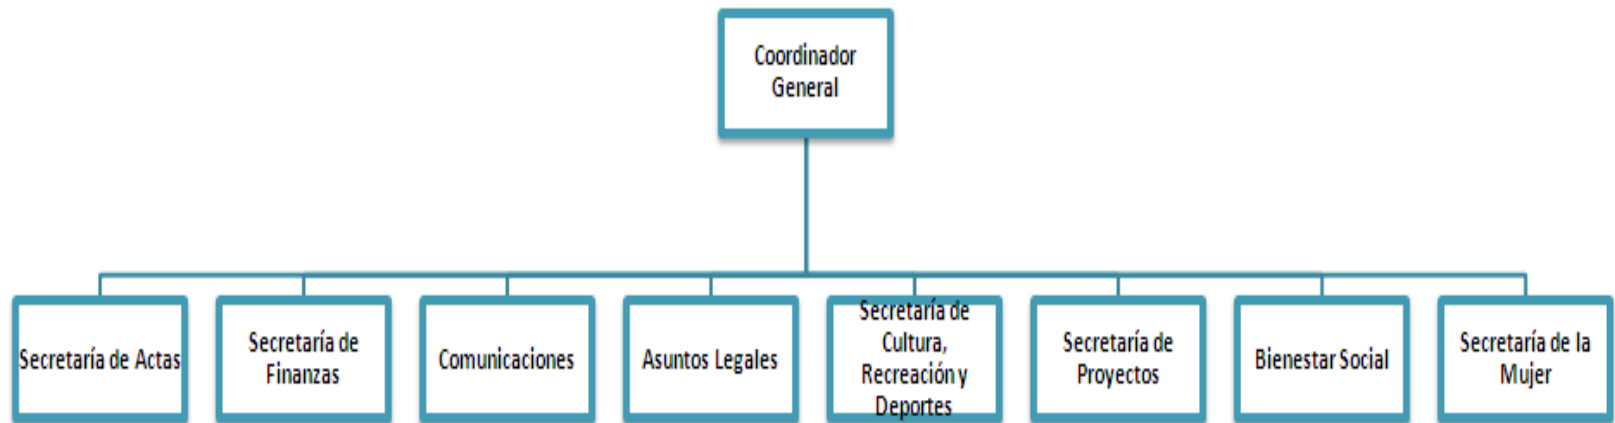 Coordinador
General
Secretaría de Actas
Secretaría de
Finanzas
Comunicaciones
Asuntos Legales
Secretaría de
Cultura,
Recreación y
Deportes
Secretaría de
Proyectos
Bienestar Social
Secretaría de la
Mujer